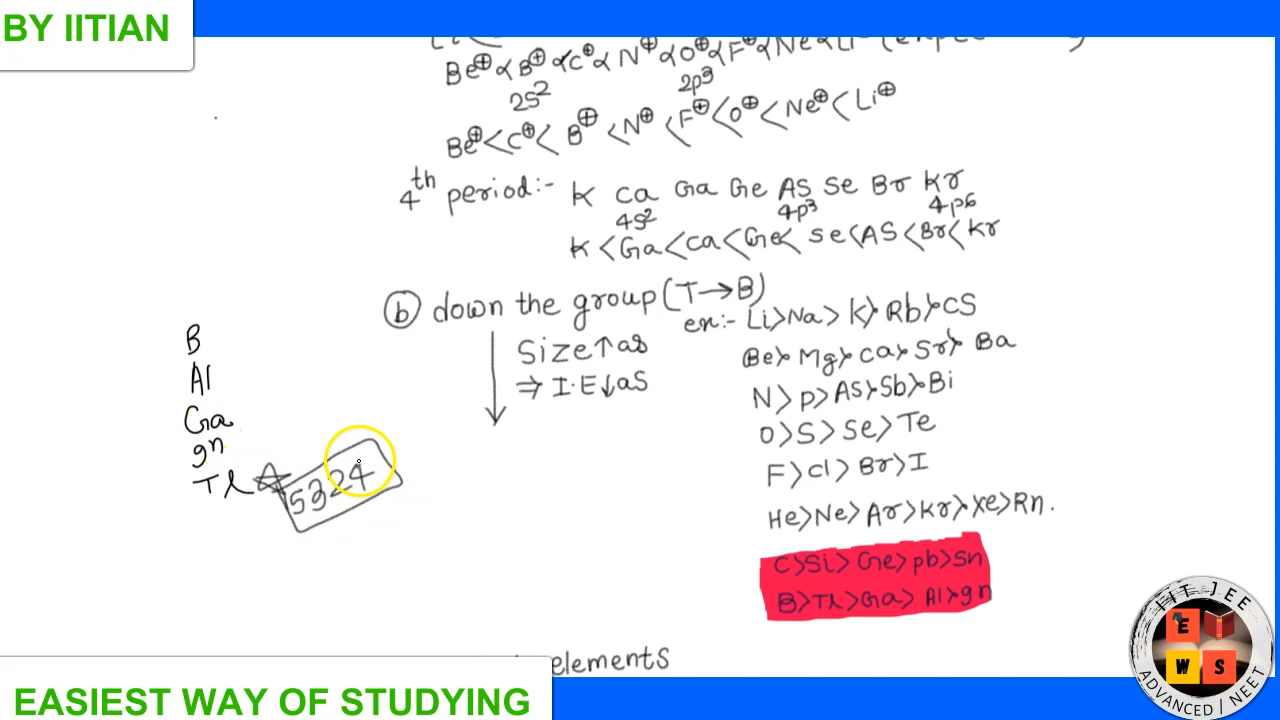 BY IITIAN
Be⊕ ∝ B⊕ ∝ C⊕ ∝ N⊕ ∝ O⊕ ∝ F⊕ ∝ Ne ∝ Li
2S² 2p³
Be⊕ < C⊕ < B⊕ < N⊕ < F⊕ < O⊕ < Ne⊕ < Li⊕
4th period:- K Ca Ga Ge AS Se Br Kr
4S² 4p³ 4p6
K < Ga < Ca < Ge < Se < AS < Br < Kr
(b) down the group (T→B)
ex:- Li > Na > K > Rb > CS
Size ↑ as
⇒ I.E ↓ as
Be > Mg > Ca > Sr > Ba
N > p > AS > Sb > Bi
O > S > Se > Te
F > Cl > Br > I
He > Ne > Ar > Kr > Xe > Rn.
C > Si > Ge > pb > Sn
B > Tl > Ga > Al > gn
B
Al
Ga
gn
Tl
5324
elements
EASIEST WAY OF STUDYING
IIT JEE
E
W S
ADVANCED / NEET